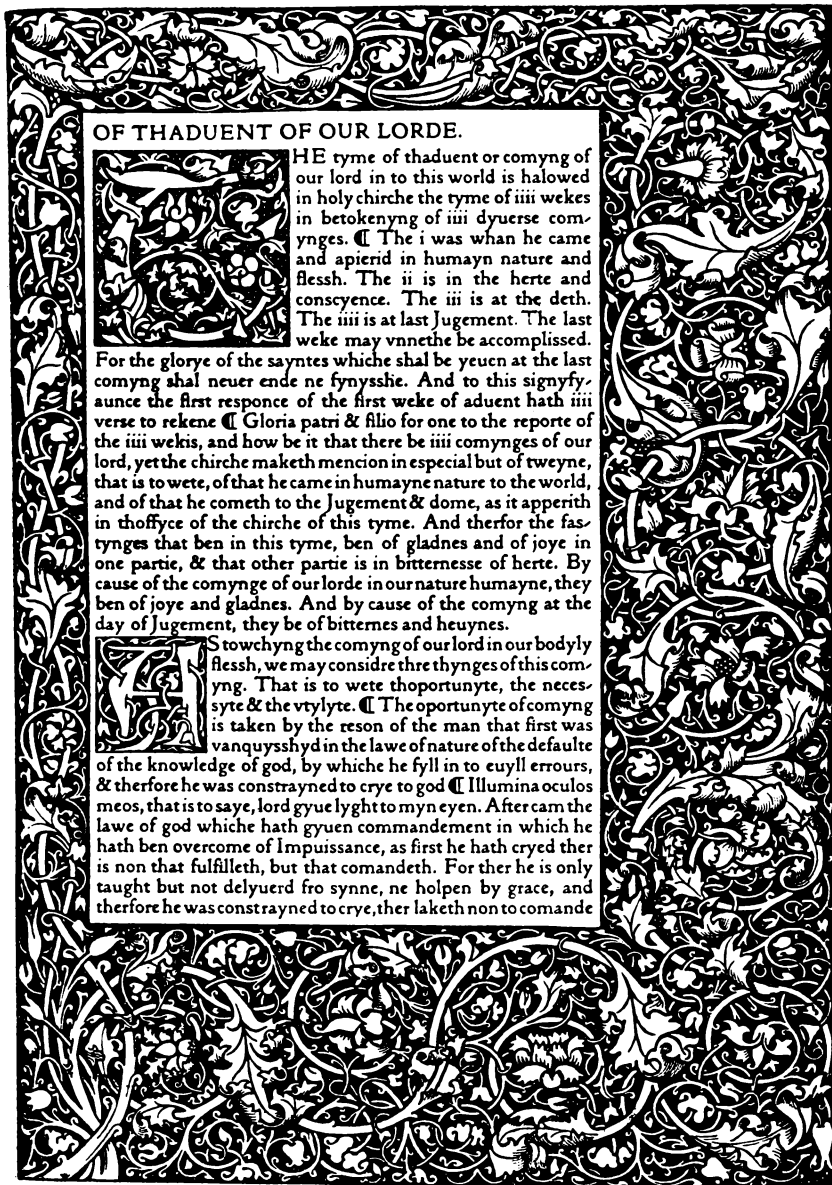 OF THADUENT OF OUR LORDE.
THE tyme of thaduent or comyng of
our lord in to this world is halowed
in holy chirche the tyme of iiii wekes
in betokenyng of iiii dyuerse com-
ynges. ❡ The i was whan he came
and apierid in humayn nature and
flessh. The ii is in the herte and
conscyence. The iii is at the deth.
The iiii is at last Jugement. The last
weke may vnnethe be accomplissed.
For the glorye of the sayntes whiche shal be yeuen at the last
comyng shal neuer ende ne fynysshe. And to this signyfy-
aunce the first responce of the first weke of aduent hath iiii
verse to rekene ❡ Gloria patri & filio for one to the reporte of
the iiii wekis, and how be it that there be iiii comynges of our
lord, yet the chirche maketh mencion in especial but of tweyne,
that is to wete, of that he came in humayne nature to the world,
and of that he cometh to the Jugement & dome, as it apperith
in thoffyce of the chirche of this tyme. And therfor the fas-
tynges that ben in this tyme, ben of gladnes and of joye in
one partie, & that other partie is in bitternesse of herte. By
cause of the comynge of our lorde in our nature humayne, they
ben of joye and gladnes. And by cause of the comyng at the
day of Jugement, they be of bitternes and heuynes.
AS towchyng the comyng of our lord in our bodyly
flessh, we may considre thre thynges of this com-
yng. That is to wete thoportunyte, the neces-
syte & the vtylyte. ❡ The oportunyte of comyng
is taken by the reson of the man that first was
vanquysshyd in the lawe of nature of the defaulte
of the knowledge of god, by whiche he fyll in to euyll errours,
& therfore he was constrayned to crye to god ❡ Illumina oculos
meos, that is to saye, lord gyue lyght to myn eyen. After cam the
lawe of god whiche hath gyuen commandement in which he
hath ben overcome of Impuissance, as first he hath cryed ther
is non that fulfilleth, but that comandeth. For ther he is only
taught but not delyuerd fro synne, ne holpen by grace, and
therfore he was constrayned to crye, ther laketh non to comande